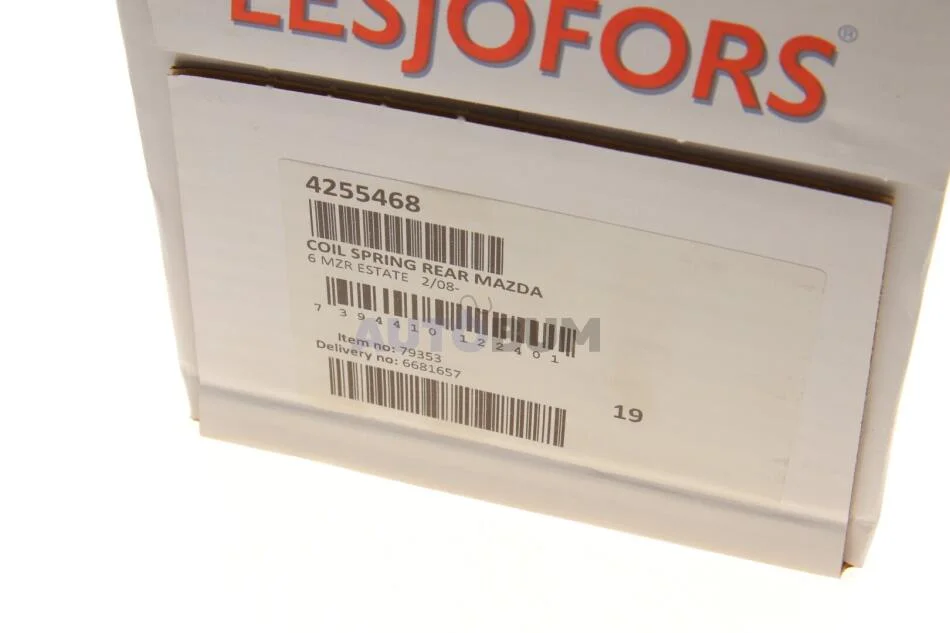 LESJOFORS®
4255468
COIL SPRING REAR MAZDA
6 MZR ESTATE 2/08-
7 394410 122401
AUTOBUM
Item no: 79353
Delivery no: 6681657
19